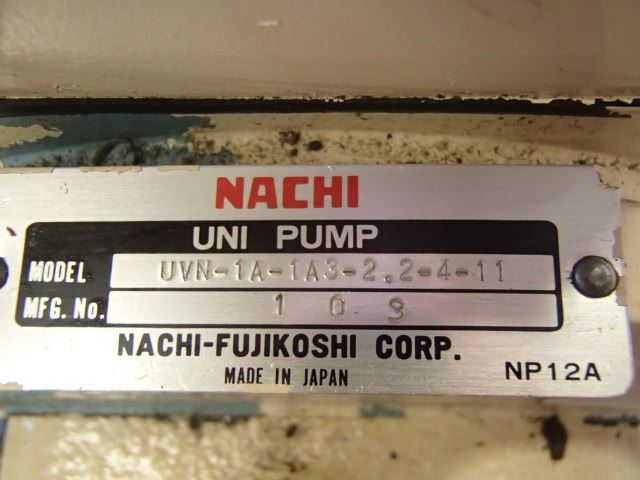 NACHI
UNI PUMP
MODEL UVN-1A-1A3-2.2-4-11
MFG. No. 1 0 9
NACHI-FUJIKOSHI CORP.
MADE IN JAPAN NP12A